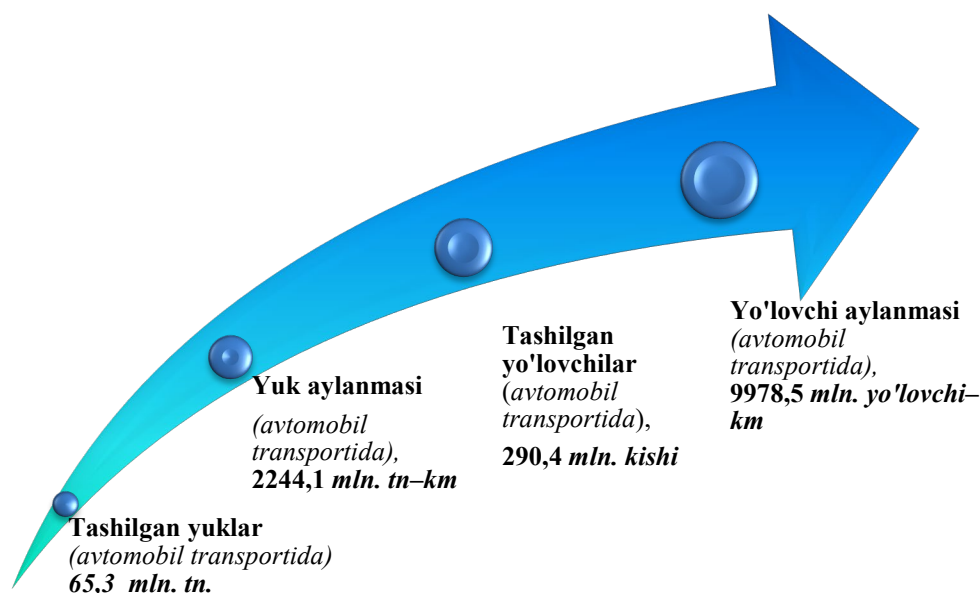 Tashilgan yuklar
(avtomobil transportida)
65,3 mln. tn.
Yuk aylanmasi
(avtomobil
transportida),
2244,1 mln. tn–km
Tashilgan
yo'lovchilar
(avtomobil
transportida),
290,4 mln. kishi
Yo'lovchi aylanmasi
(avtomobil
transportida),
9978,5 mln. yo'lovchi–
km